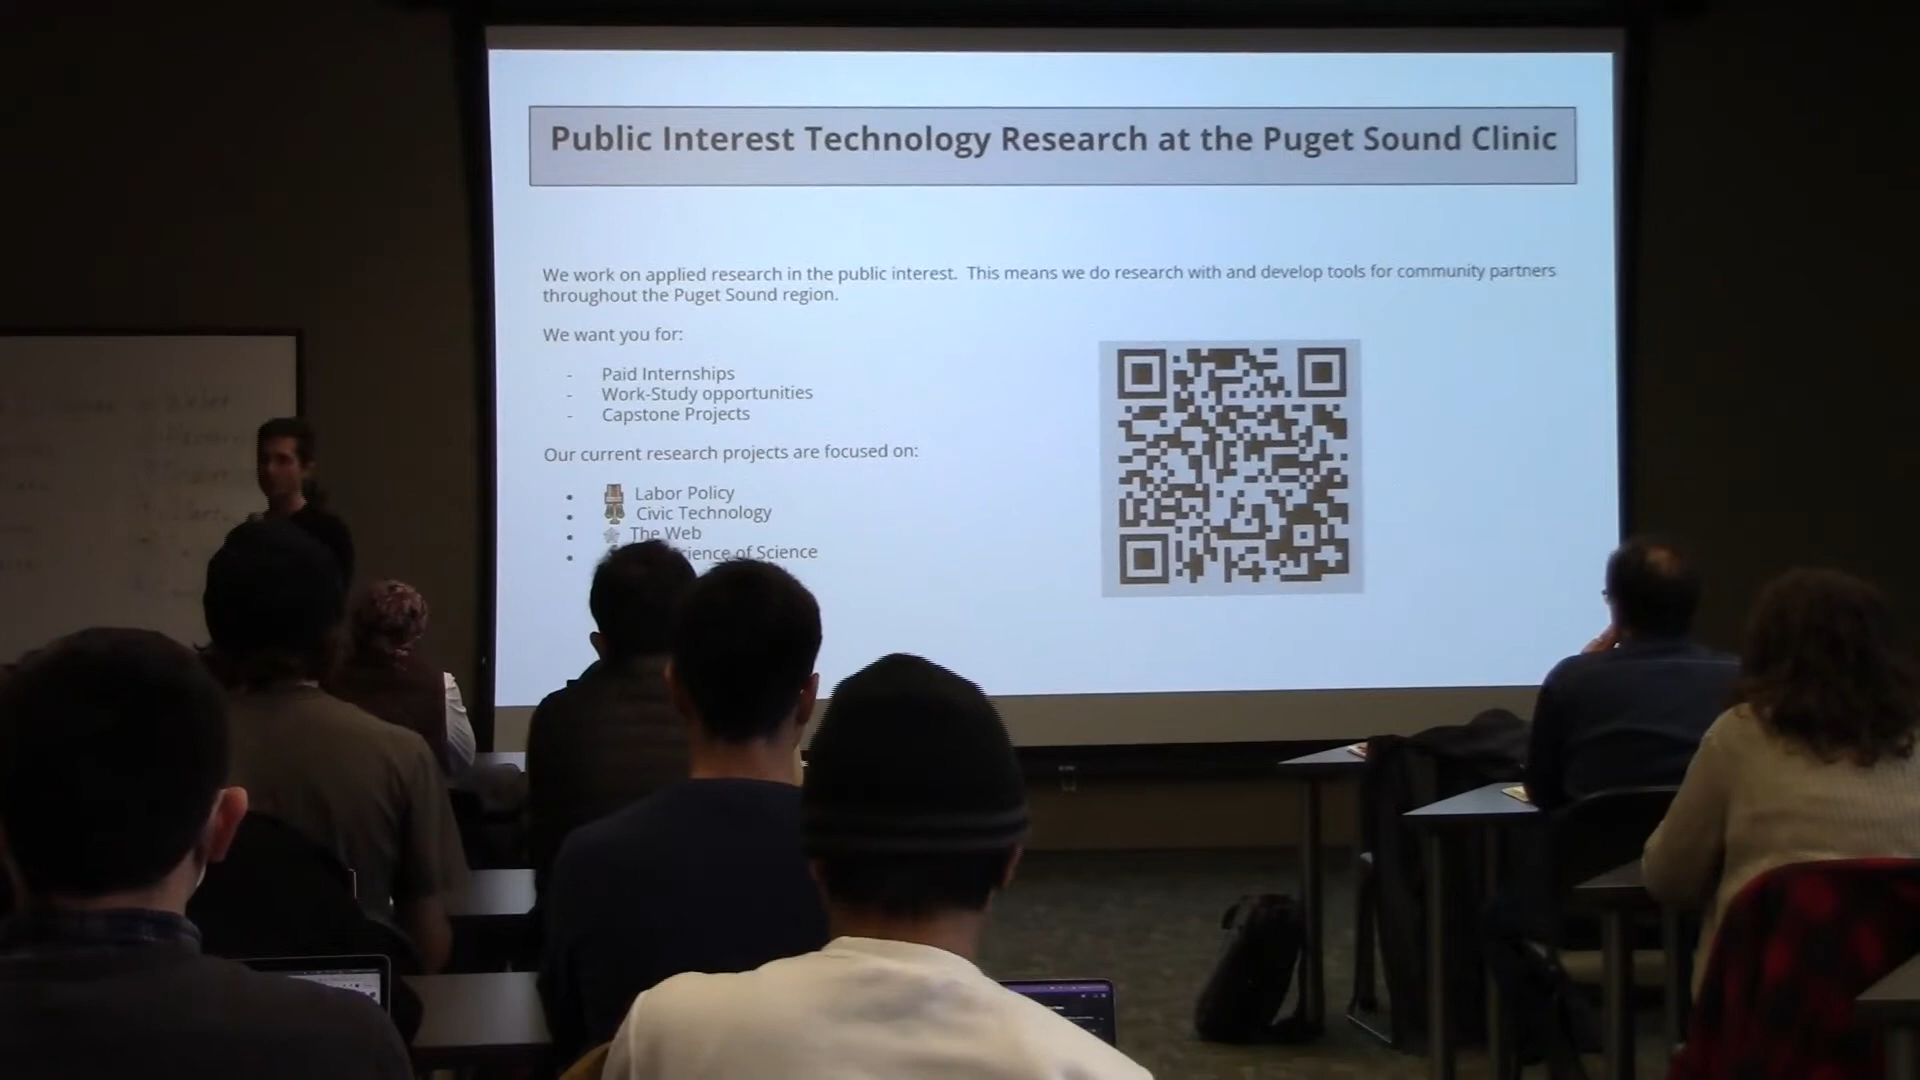 Public Interest Technology Research at the Puget Sound Clinic
We work on applied research in the public interest. This means we do research with and develop tools for community partners
throughout the Puget Sound region.
We want you for:
- Paid Internships
- Work-Study opportunities
- Capstone Projects
Our current research projects are focused on:
• Labor Policy
• Civic Technology
• The Web
• of Science